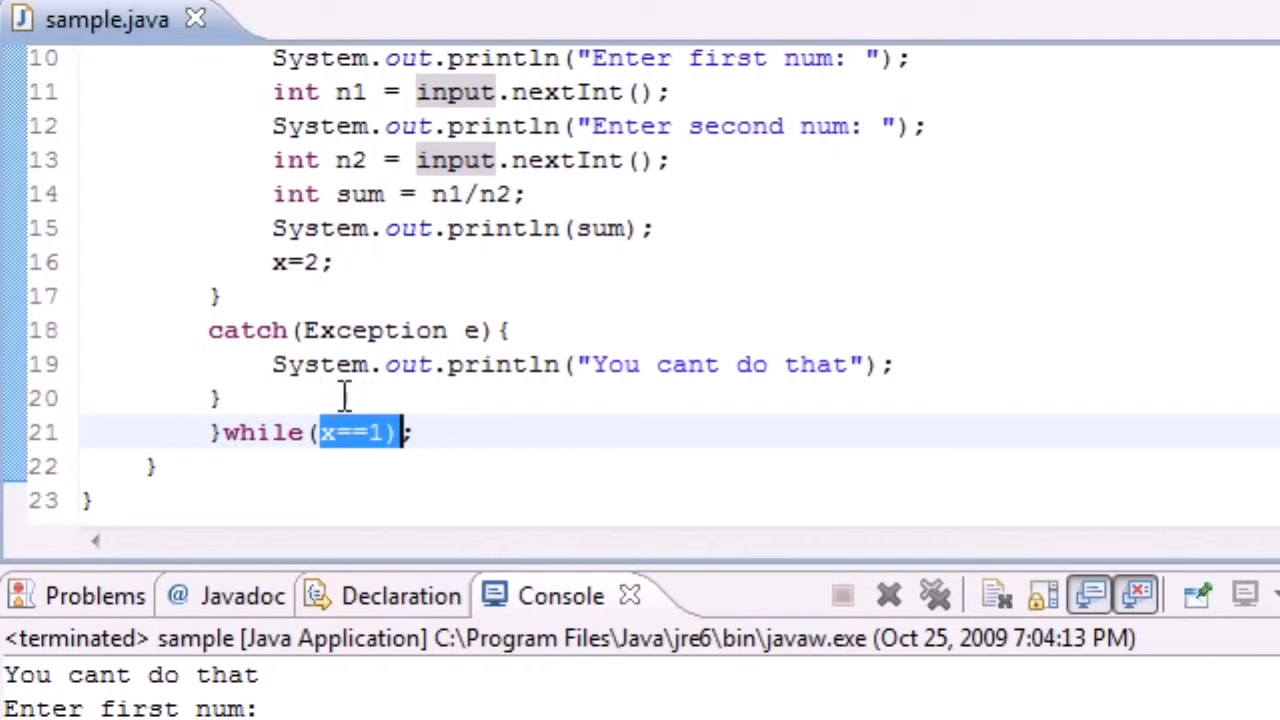 sample.java
10 System.out.println("Enter first num: ");
11 int n1 = input.nextInt();
12 System.out.println("Enter second num: ");
13 int n2 = input.nextInt();
14 int sum = n1/n2;
15 System.out.println(sum);
16 x=2;
17 }
18 catch(Exception e){
19 System.out.println("You cant do that");
20 }
21 }while(x==1);
22 }
23 }
Problems @ Javadoc Declaration Console
<terminated> sample [Java Application] C:\Program Files\Java\jre6\bin\javaw.exe (Oct 25, 2009 7:04:13 PM)
You cant do that
Enter first num: